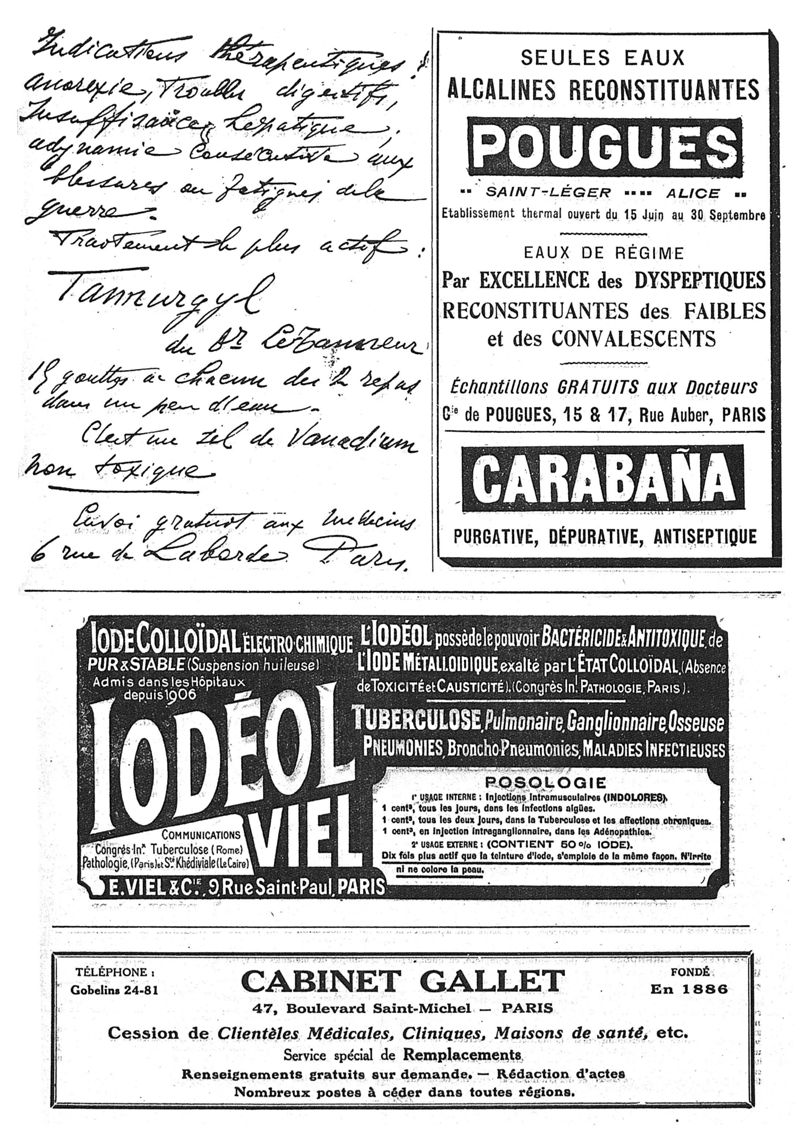 Indications thérapeutiques :
anorexie, Troubles digestifs,
Insuffisance hépatique,
adynamie consécutive aux
blessures ou fatigues de la
guerre.
Traitement le plus actif :
Tanurgyl
du Dr Le Tanneur
15 gouttes à chacun des 2 repas
dans un peu d'eau.
C'est un sel de Vanadium
non toxique
Envoi gratuit aux médecins
6 rue de Laborde Paris.
SEULES EAUX
ALCALINES RECONSTITUANTES
POUGUES
SAINT-LÉGER ALICE
Etablissement thermal ouvert du 15 Juin au 30 Septembre
EAUX DE RÉGIME
Par EXCELLENCE des DYSPEPTIQUES
RECONSTITUANTES des FAIBLES
et des CONVALESCENTS
Échantillons GRATUITS aux Docteurs
Cie de POUGUES, 15 & 17, Rue Auber, PARIS
CARABAÑA
PURGATIVE, DÉPURATIVE, ANTISEPTIQUE
IODE COLLOÏDAL ÉLECTRO-CHIMIQUE
PUR & STABLE (Suspension huileuse)
Admis dans les Hôpitaux
depuis 1906
IODÉOL
VIEL
COMMUNICATIONS
Congrès Inal Tuberculose (Rome)
Pathologie, (Paris) et Sté Khédiviale (Le Caire)
E. VIEL & Cie, 9, Rue Saint-Paul, PARIS
L'IODÉOL possède le pouvoir BACTÉRICIDE & ANTITOXIQUE, de
L'IODE MÉTALLOIDIQUE, exalté par L'ÉTAT COLLOÏDAL, (Absence
de TOXICITÉ et CAUSTICITÉ). (Congrès Inl PATHOLOGIE, PARIS).
TUBERCULOSE, Pulmonaire, Ganglionnaire, Osseuse
PNEUMONIES, Broncho-Pneumonies, MALADIES INFECTIEUSES
POSOLOGIE
1° USAGE INTERNE : Injections Intramusculaires (INDOLORES).
1 centc, tous les jours, dans les infections aigües.
1 centc, tous les deux jours, dans la Tuberculose et les affections chroniques.
1 centc, en injection intraganglionnaire, dans les Adénopathies.
2° USAGE EXTERNE : (CONTIENT 50 % IODE).
Dix fois plus actif que la teinture d'iode, s'emploie de la même façon. N'irrite
ni ne colore la peau.
TÉLÉPHONE :
Gobelins 24-81
CABINET GALLET
FONDÉ
En 1886
47, Boulevard Saint-Michel — PARIS
Cession de Clientèles Médicales, Cliniques, Maisons de santé, etc.
Service spécial de Remplacements
Renseignements gratuits sur demande. — Rédaction d'actes
Nombreux postes à céder dans toutes régions.